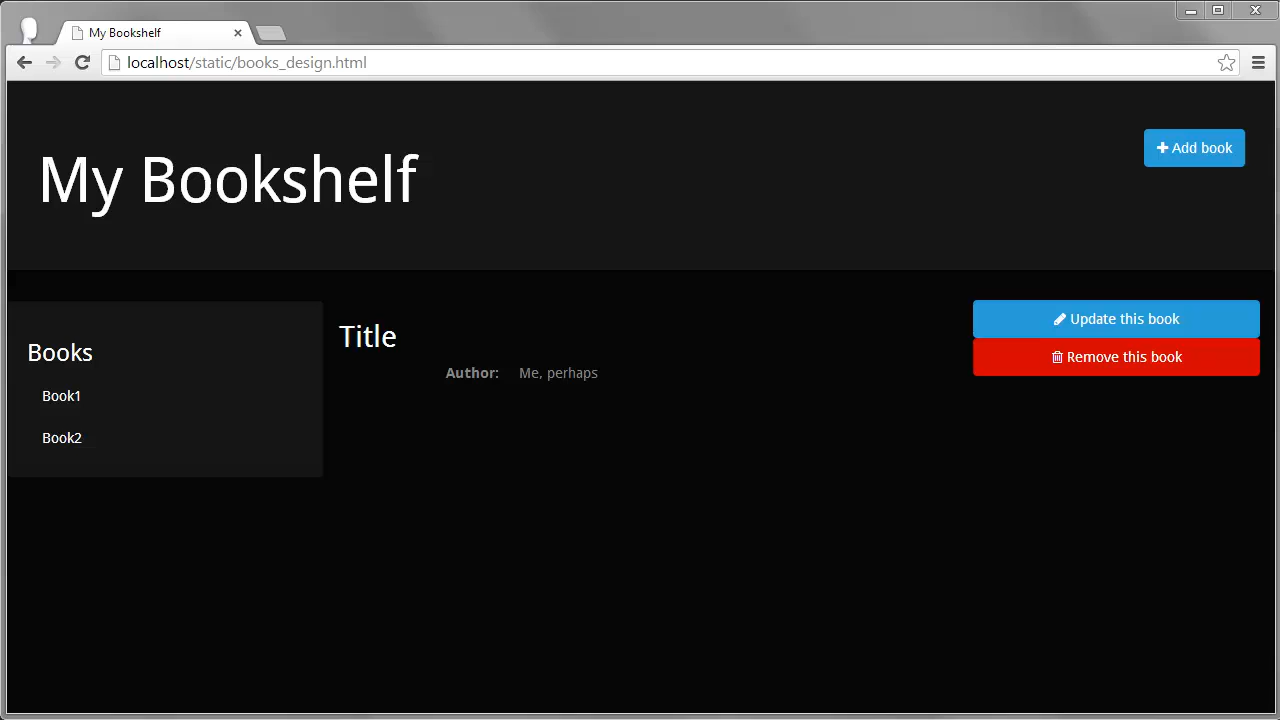 My Bookshelf
localhost/static/books_design.html
My Bookshelf
Add book
Books
Book1
Book2
Title
Author: Me, perhaps
Update this book
Remove this book